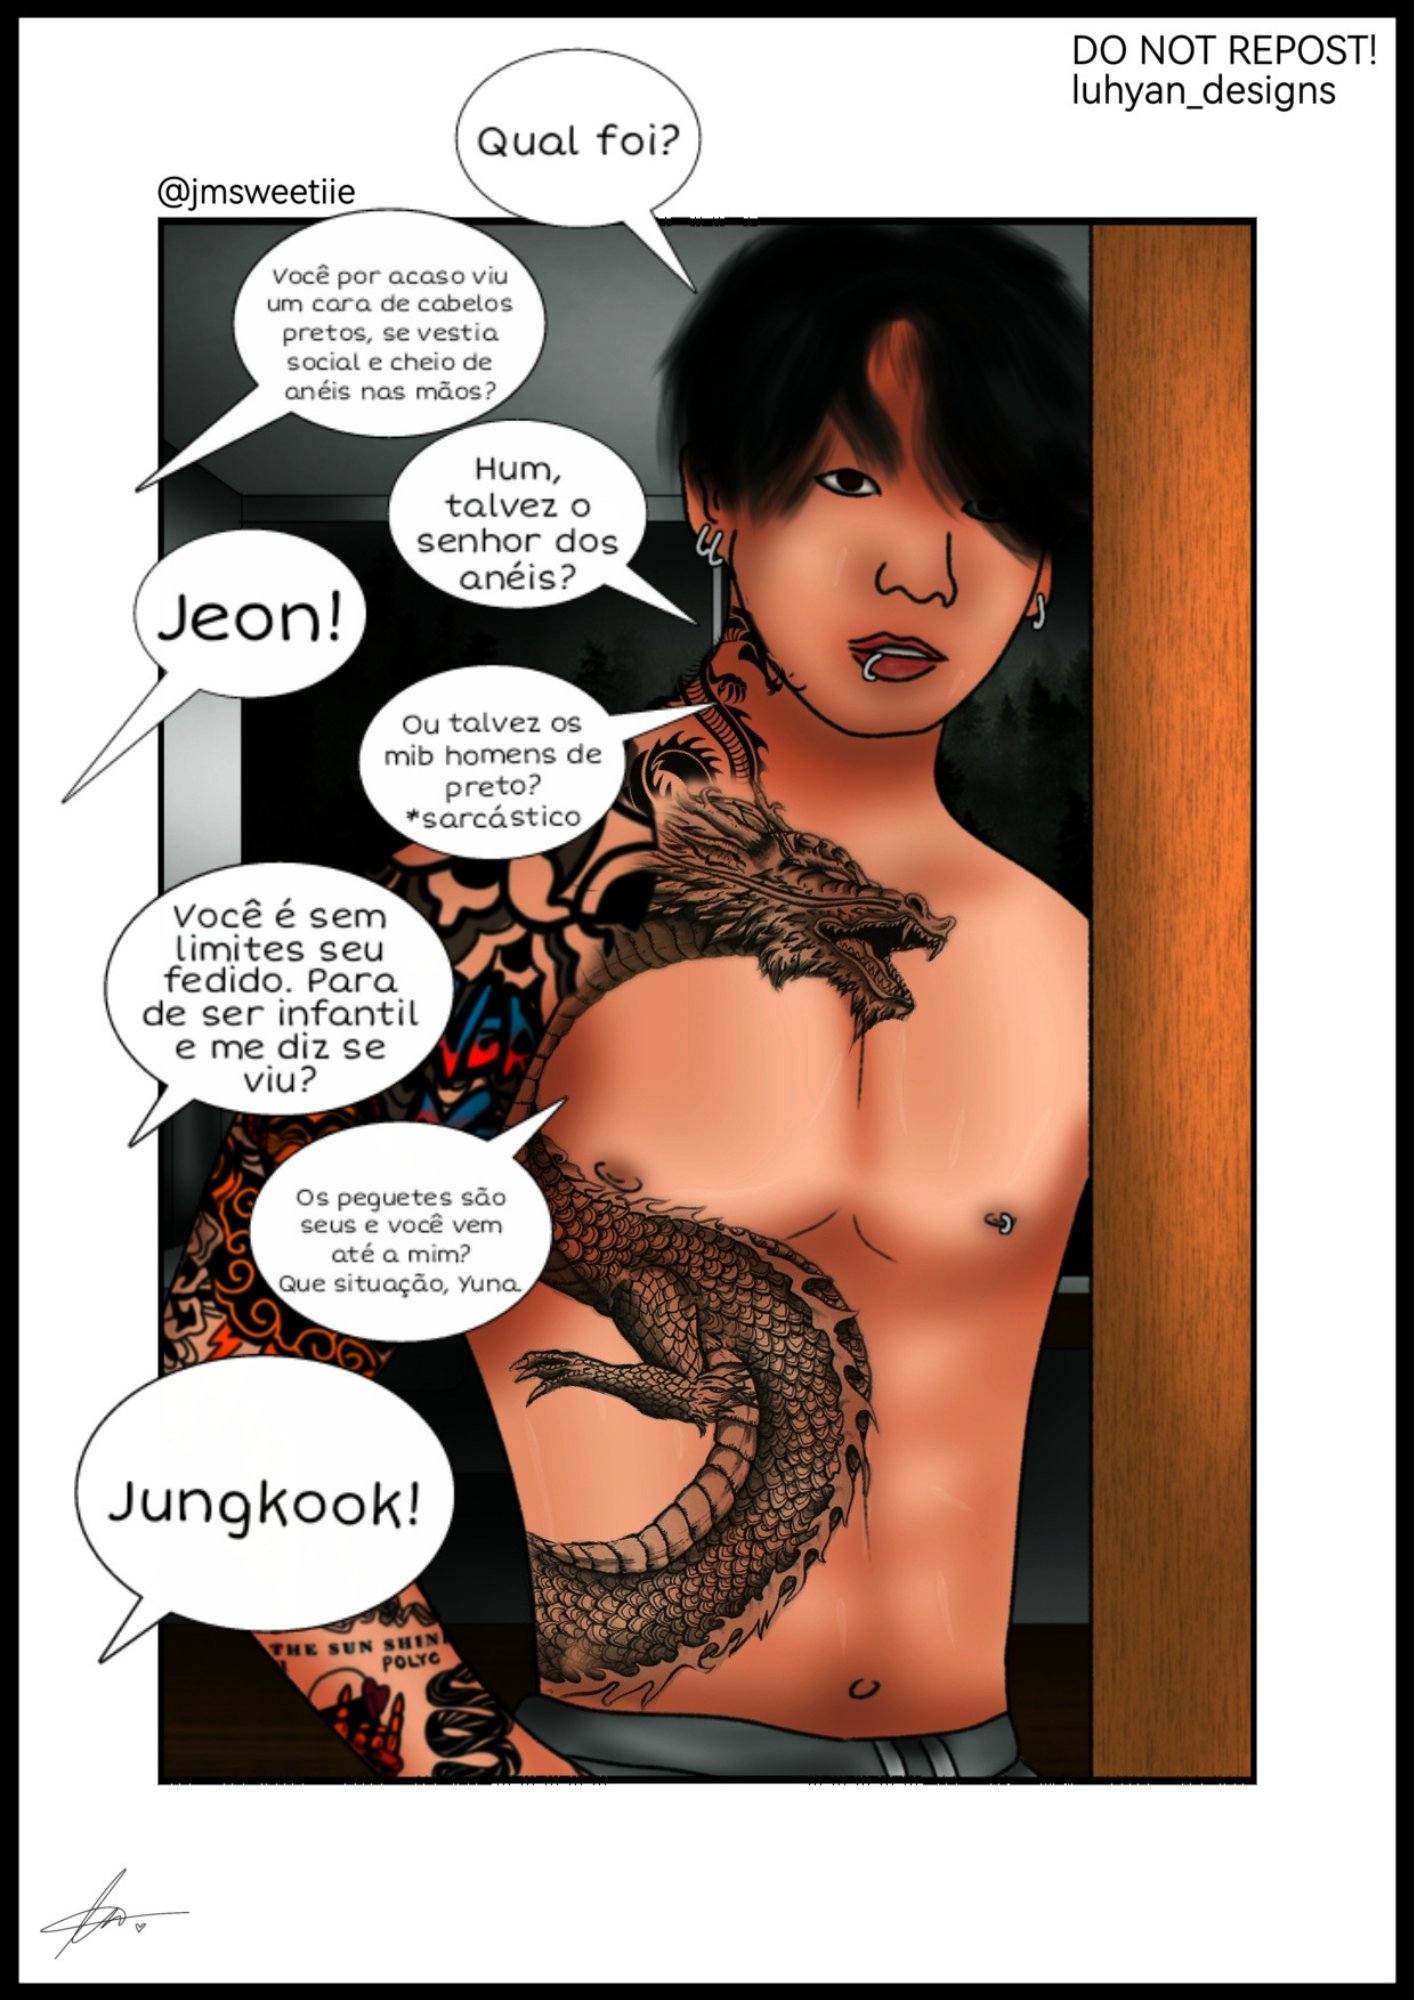 DO NOT REPOST!
luhyan_designs
Qual foi?
@jmsweetiie
Você por acaso viu
um cara de cabelos
pretos, se vestia
social e cheio de
anéis nas mãos?
Hum,
talvez o
senhor dos
anéis?
Jeon!
Ou talvez os
mib homens de
preto?
*sarcástico
Você é sem
limites seu
fedido. Para
de ser infantil
e me diz se
viu?
Os peguetes são
seus e você vem
até a mim?
Que situação, Yuna.
Jungkook!
THE SUN SHIN
POLYC